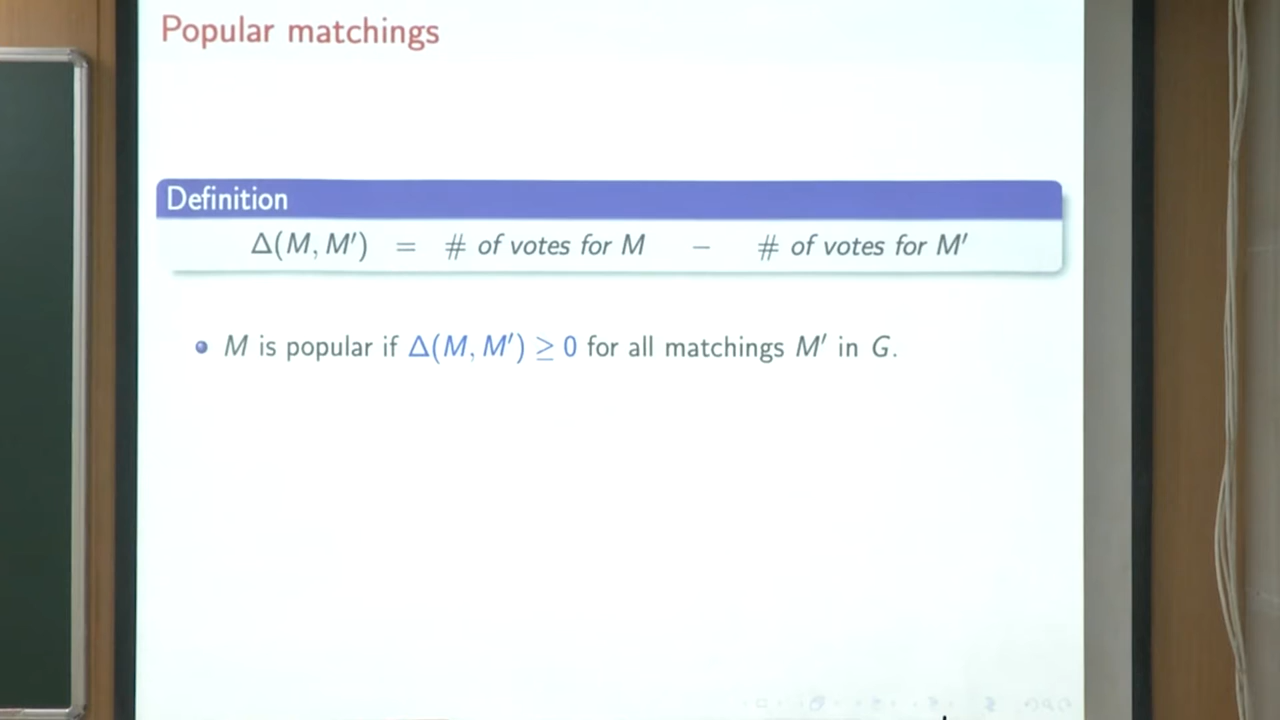 Popular matchings
Definition
Δ(M, M′) = # of votes for M − # of votes for M′
M is popular if Δ(M, M′) ≥ 0 for all matchings M′ in G.